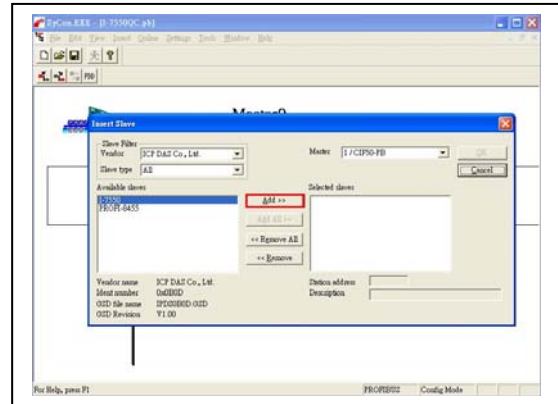 SyCon.EXE - [I-7550QC.pb]
File Edit View Insert Online Settings Tools Window Help
Master0
Insert Slave
Slave Filter
Vendor ICP DAS Co., Ltd.
Slave type All
Master 1 / CIF50-PB
OK
Cancel
Available slaves
I-7550
PROFI-8455
Add >>
Add All >>
<< Remove All
<< Remove
Selected slaves
Vendor name ICP DAS Co., Ltd.
Ident number 0x0B0D
GSD file name IPDS0B0D.GSD
GSD Revision V1.00
Station address
Description
For Help, press F1
PROFIBUS
Config Mode